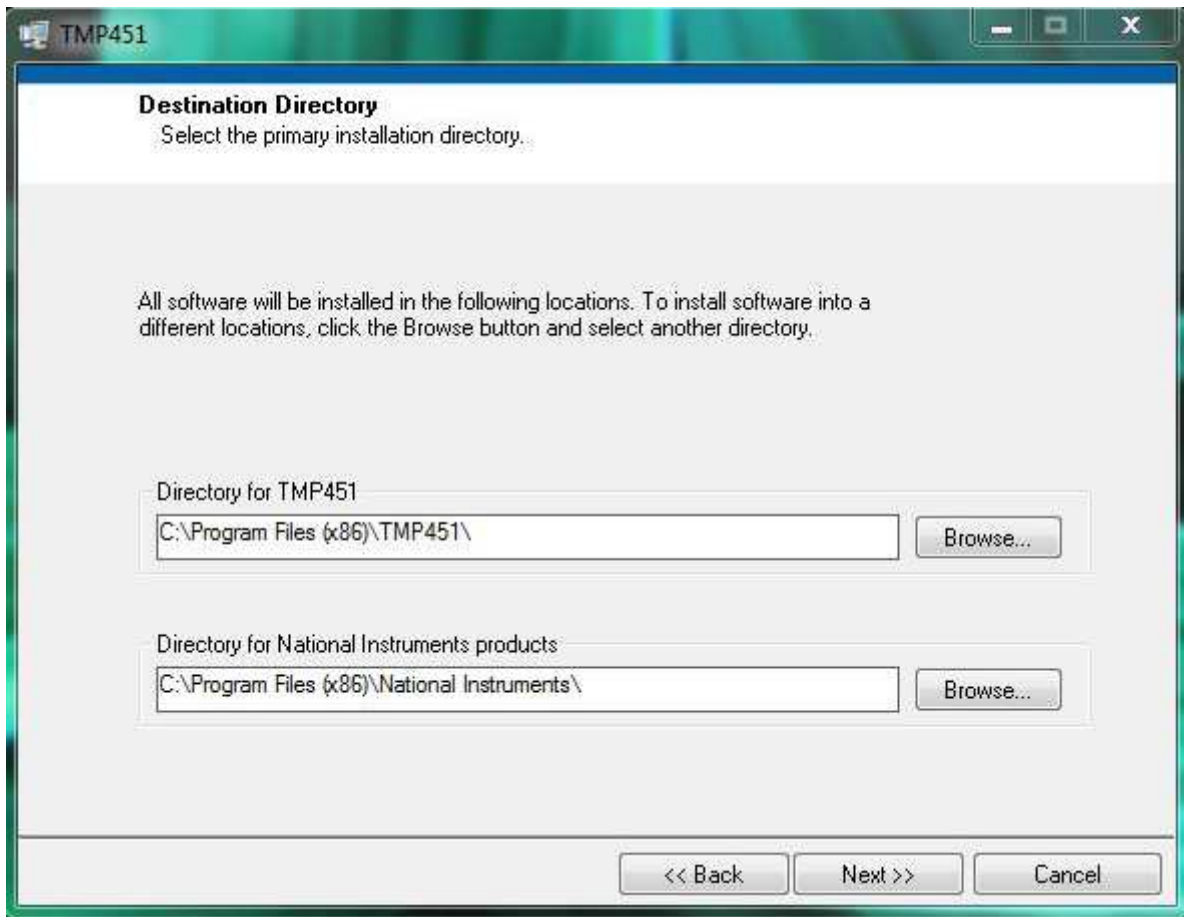 TMP451
Destination Directory
Select the primary installation directory.
All software will be installed in the following locations. To install software into a
different locations, click the Browse button and select another directory.
Directory for TMP451
C:\Program Files (x86)\TMP451\
Browse...
Directory for National Instruments products
C:\Program Files (x86)\National Instruments\
Browse...
<< Back
Next >>
Cancel